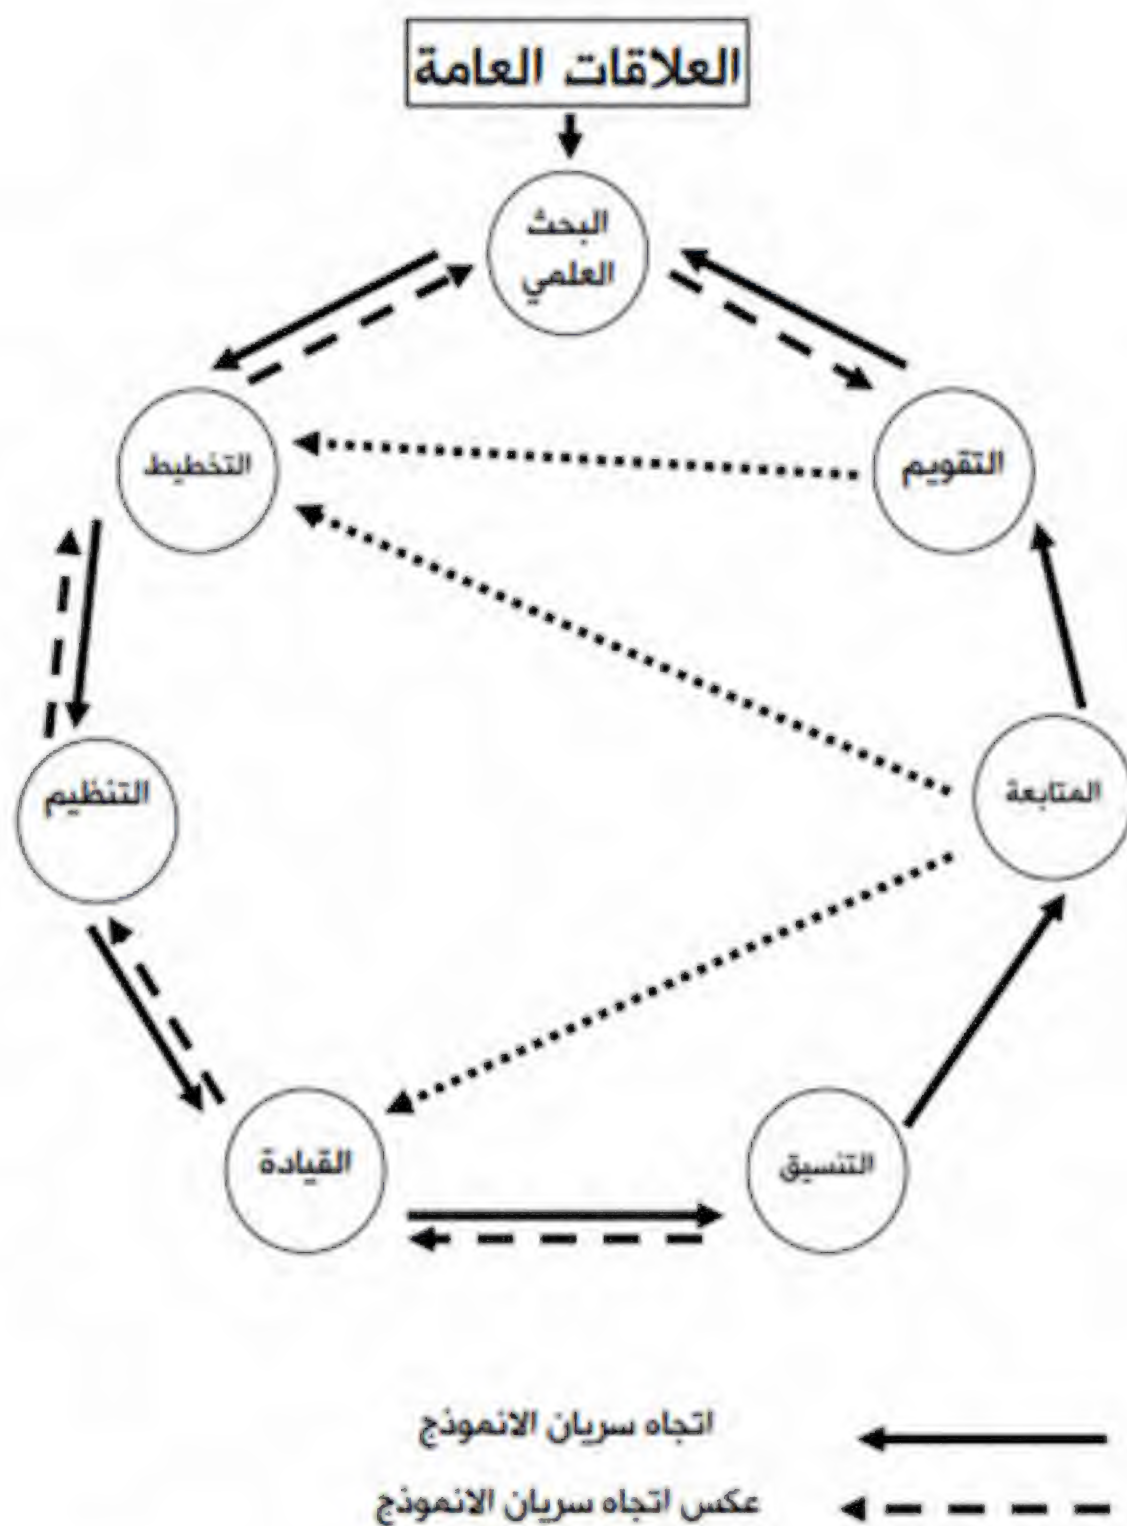 العلاقات العامة
البحث
العلمي
التقويم
التخطيط
المتابعة
التنظيم
التنسيق
القيادة
اتجاه سريان الانموذج
عكس اتجاه سريان الانموذج